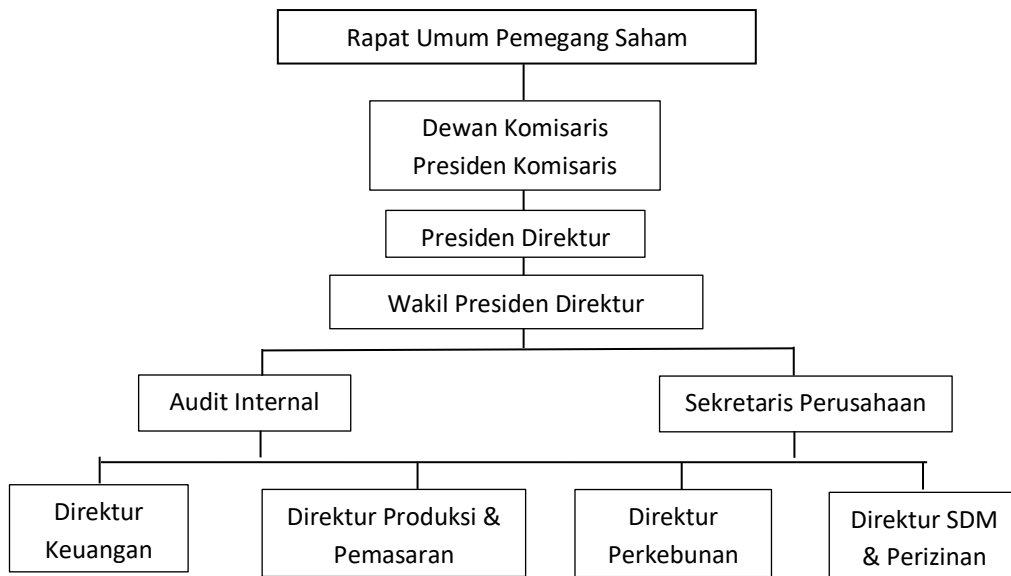 Rapat Umum Pemegang Saham
Dewan Komisaris
Presiden Komisaris
Presiden Direktur
Wakil Presiden Direktur
Audit Internal
Sekretaris Perusahaan
Direktur
Keuangan
Direktur Produksi &
Pemasaran
Direktur
Perkebunan
Direktur SDM
& Perizinan